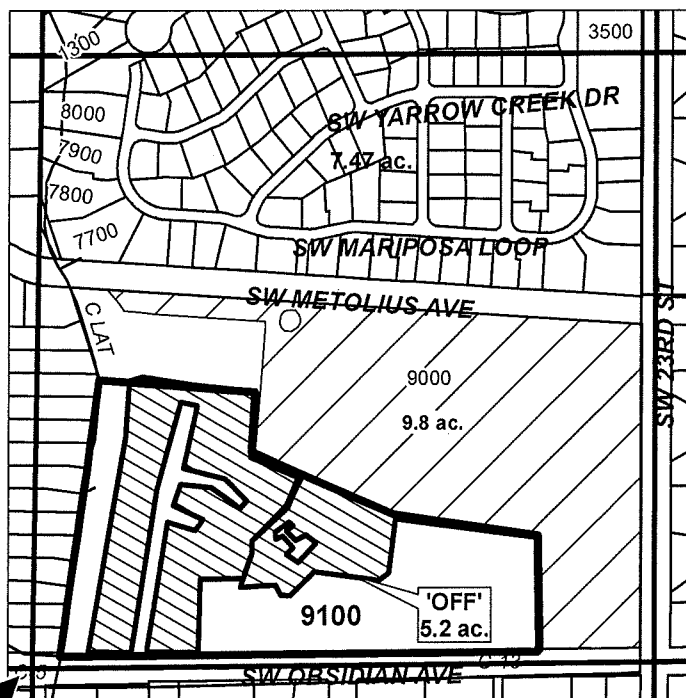 1300
3500
8000
SW YARROW CREEK DR
7900
7.47 ac.
7800
7700
SW MARIPOSA LOOP
SW METOLIUS AVE
C LAT
SW 23RD ST
9000
9.8 ac.
'OFF'
5.2 ac.
9100
SW OBSIDIAN AVE